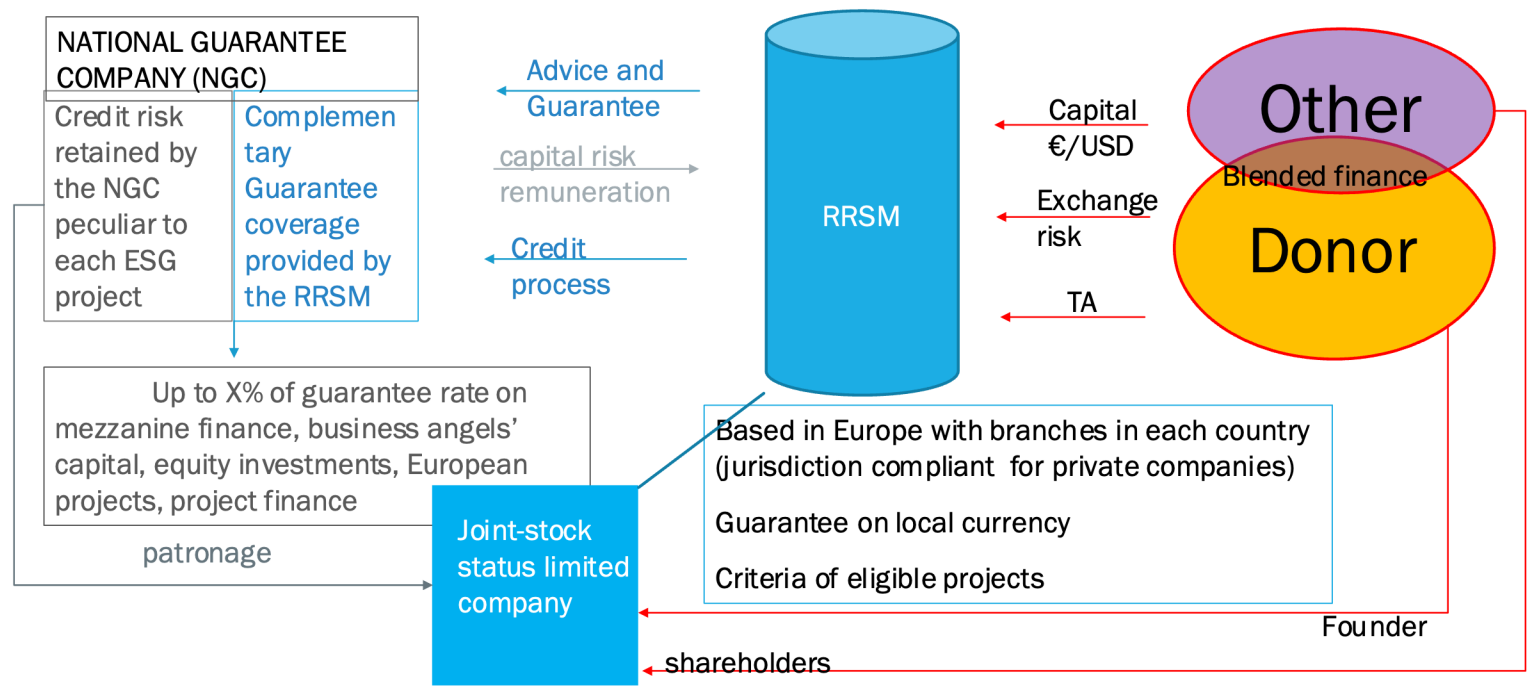 NATIONAL GUARANTEE
COMPANY (NGC)
Credit risk
retained by
the NGC
peculiar to
each ESG
project
Complemen
tary
Guarantee
coverage
provided by
the RRSM
Advice and
Guarantee
capital risk
remuneration
Credit
process
RRSM
Capital
€/USD
Exchange
risk
TA
Other
Blended finance
Donor
Up to X% of guarantee rate on
mezzanine finance, business angels’
capital, equity investments, European
projects, project finance
patronage
Joint-stock
status limited
company
Based in Europe with branches in each country
(jurisdiction compliant for private companies)
Guarantee on local currency
Criteria of eligible projects
Founder
shareholders